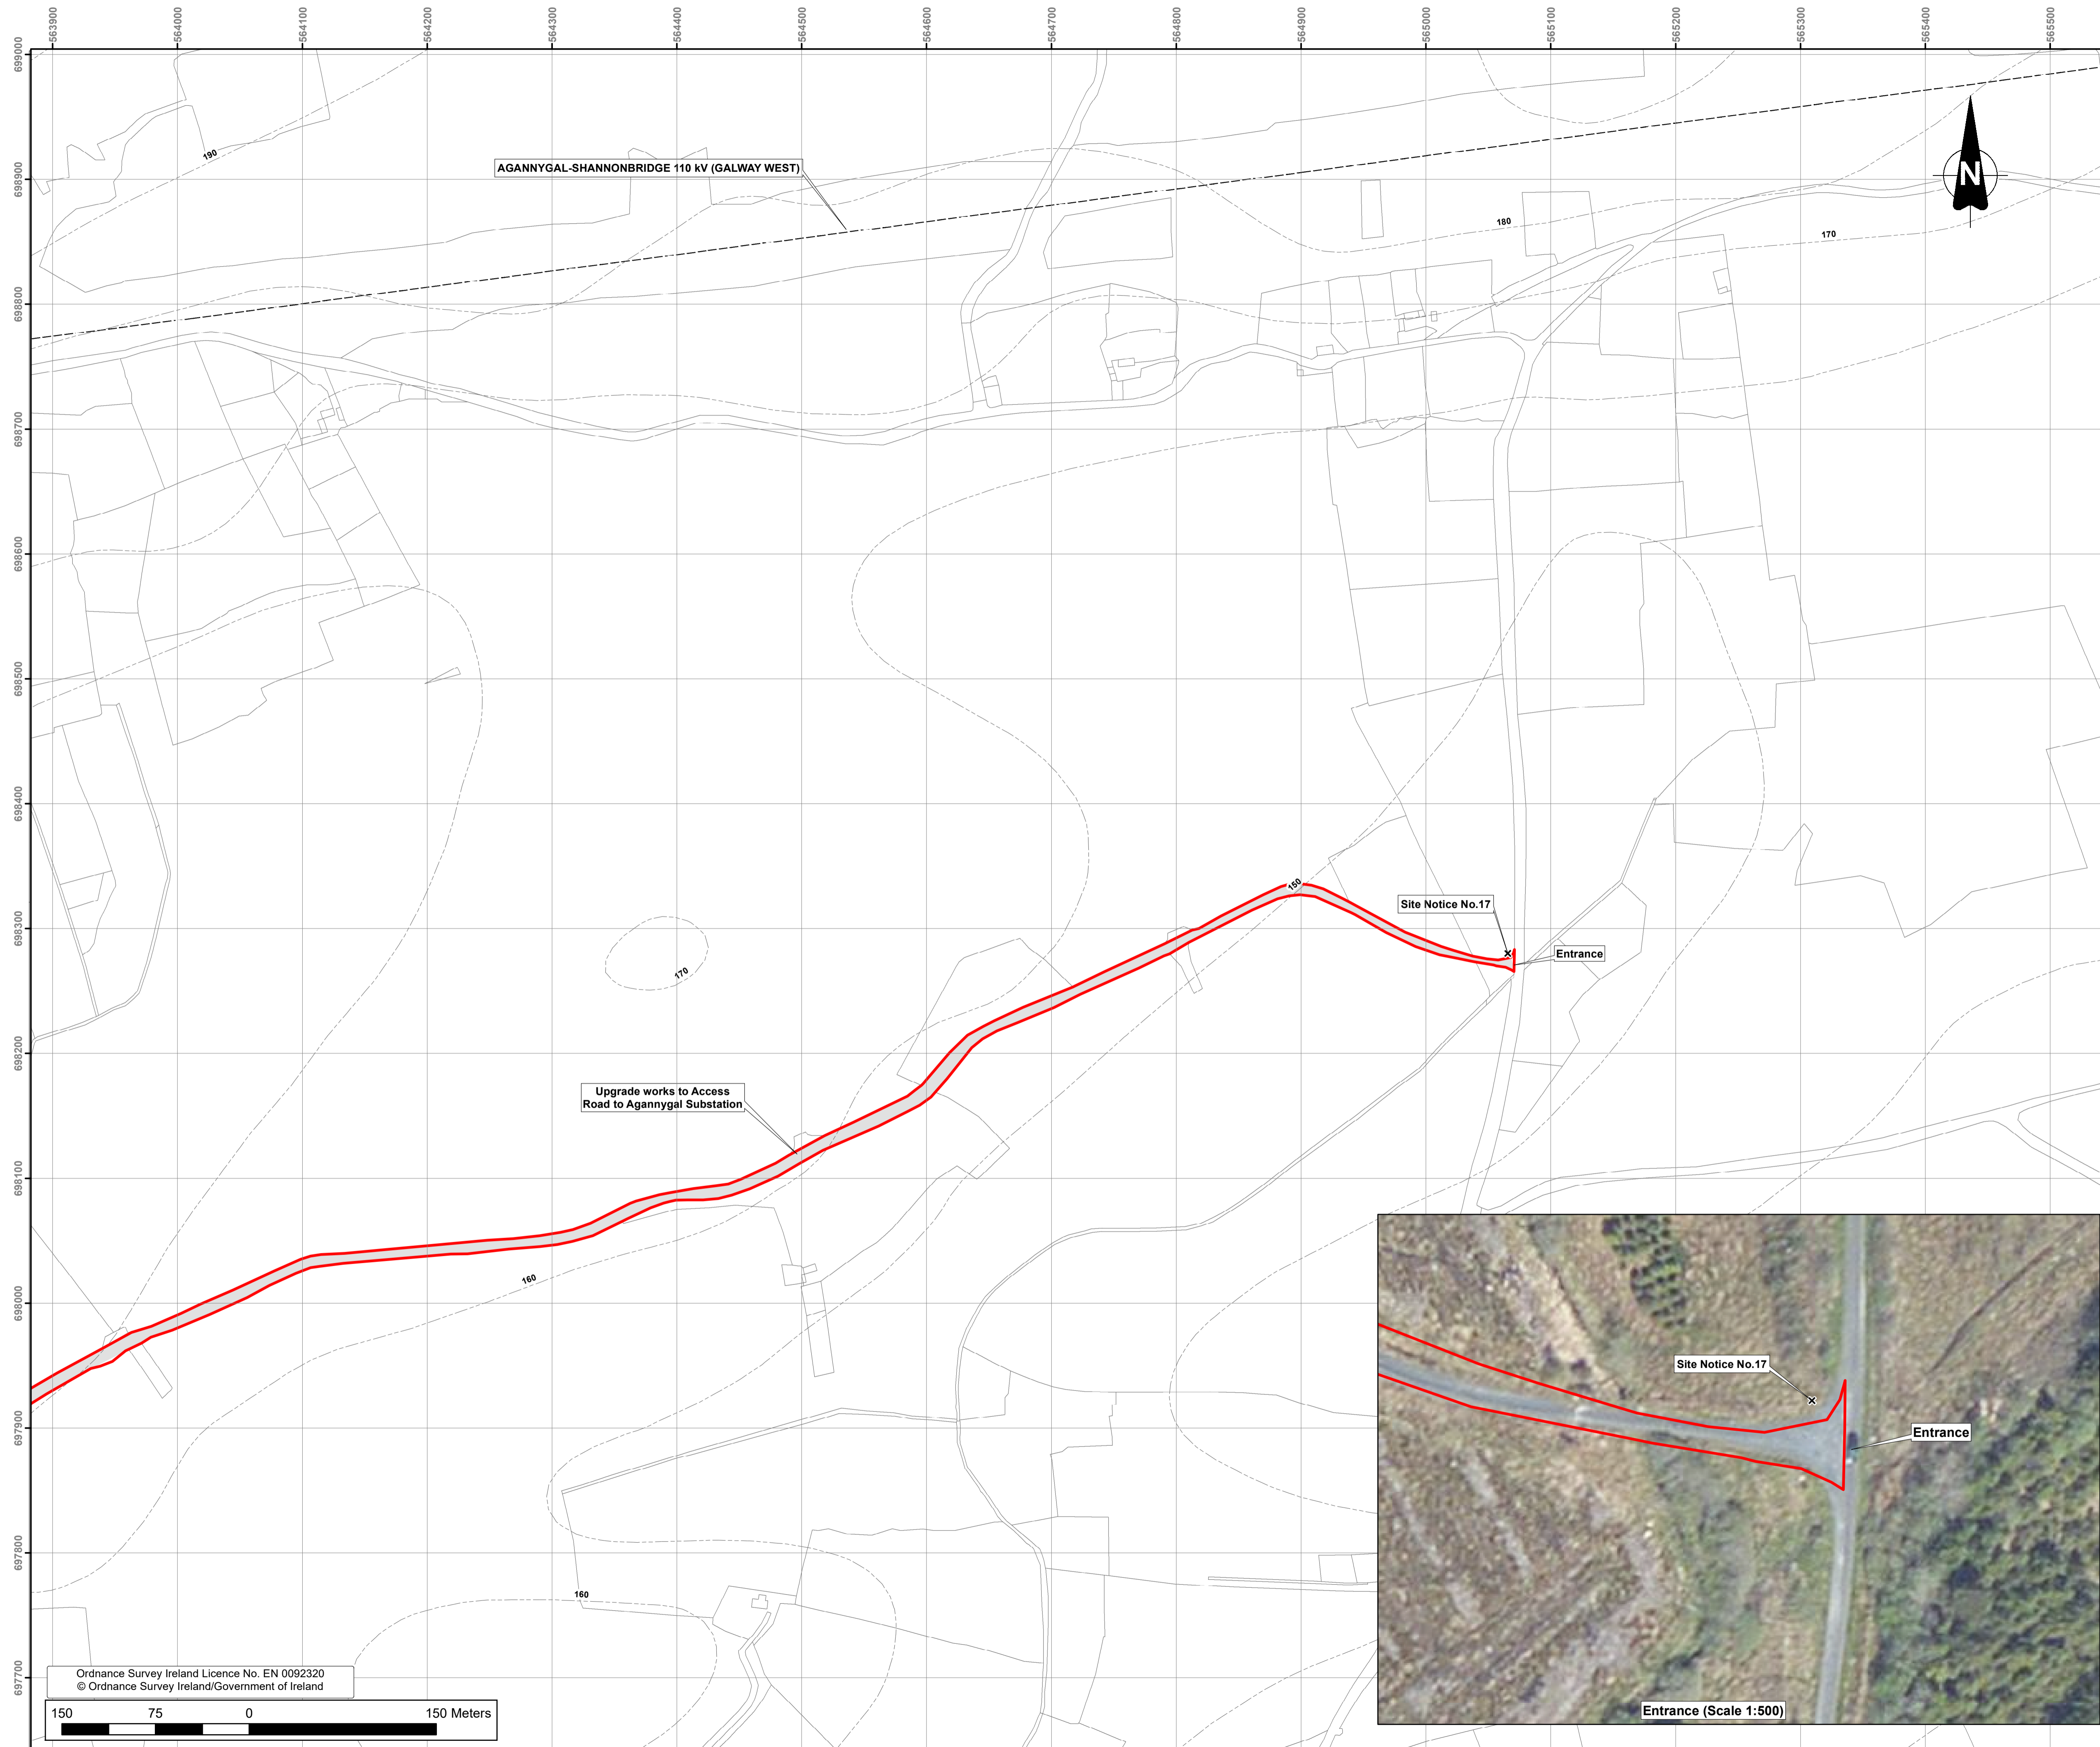 563900 564000 564100 564200 564300 564400 564500 564600 564700 564800 564900 565000 565100 565200 565300 565400 565500
699000
698900
698800
698700
698600
698500
698400
698300
698200
698100
698000
697900
697800
697700
190
AGANNYGAL-SHANNONBRIDGE 110 kV (GALWAY WEST)
N
180
170
150
Site Notice No.17
Entrance
170
Upgrade works to Access
Road to Agannygal Substation
160
160
Site Notice No.17
Entrance
Entrance (Scale 1:500)
Ordnance Survey Ireland Licence No. EN 0092320
© Ordnance Survey Ireland/Government of Ireland
150 75 0 150 Meters